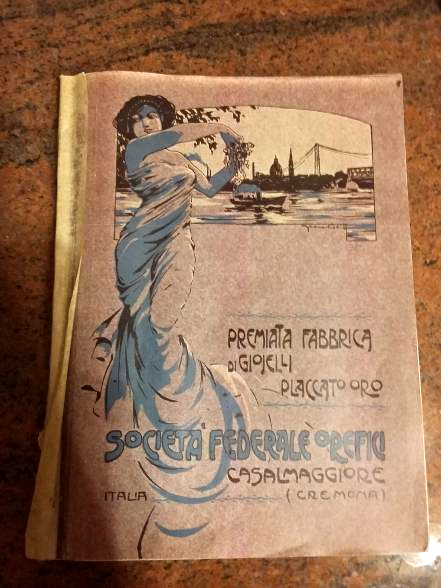 PREMIATA FABBRICA
DI GIOJELLI
PLACCATO ORO
SOCIETÀ FEDERALE OREFICI
CASALMAGGIORE
ITALIA (CREMONA)